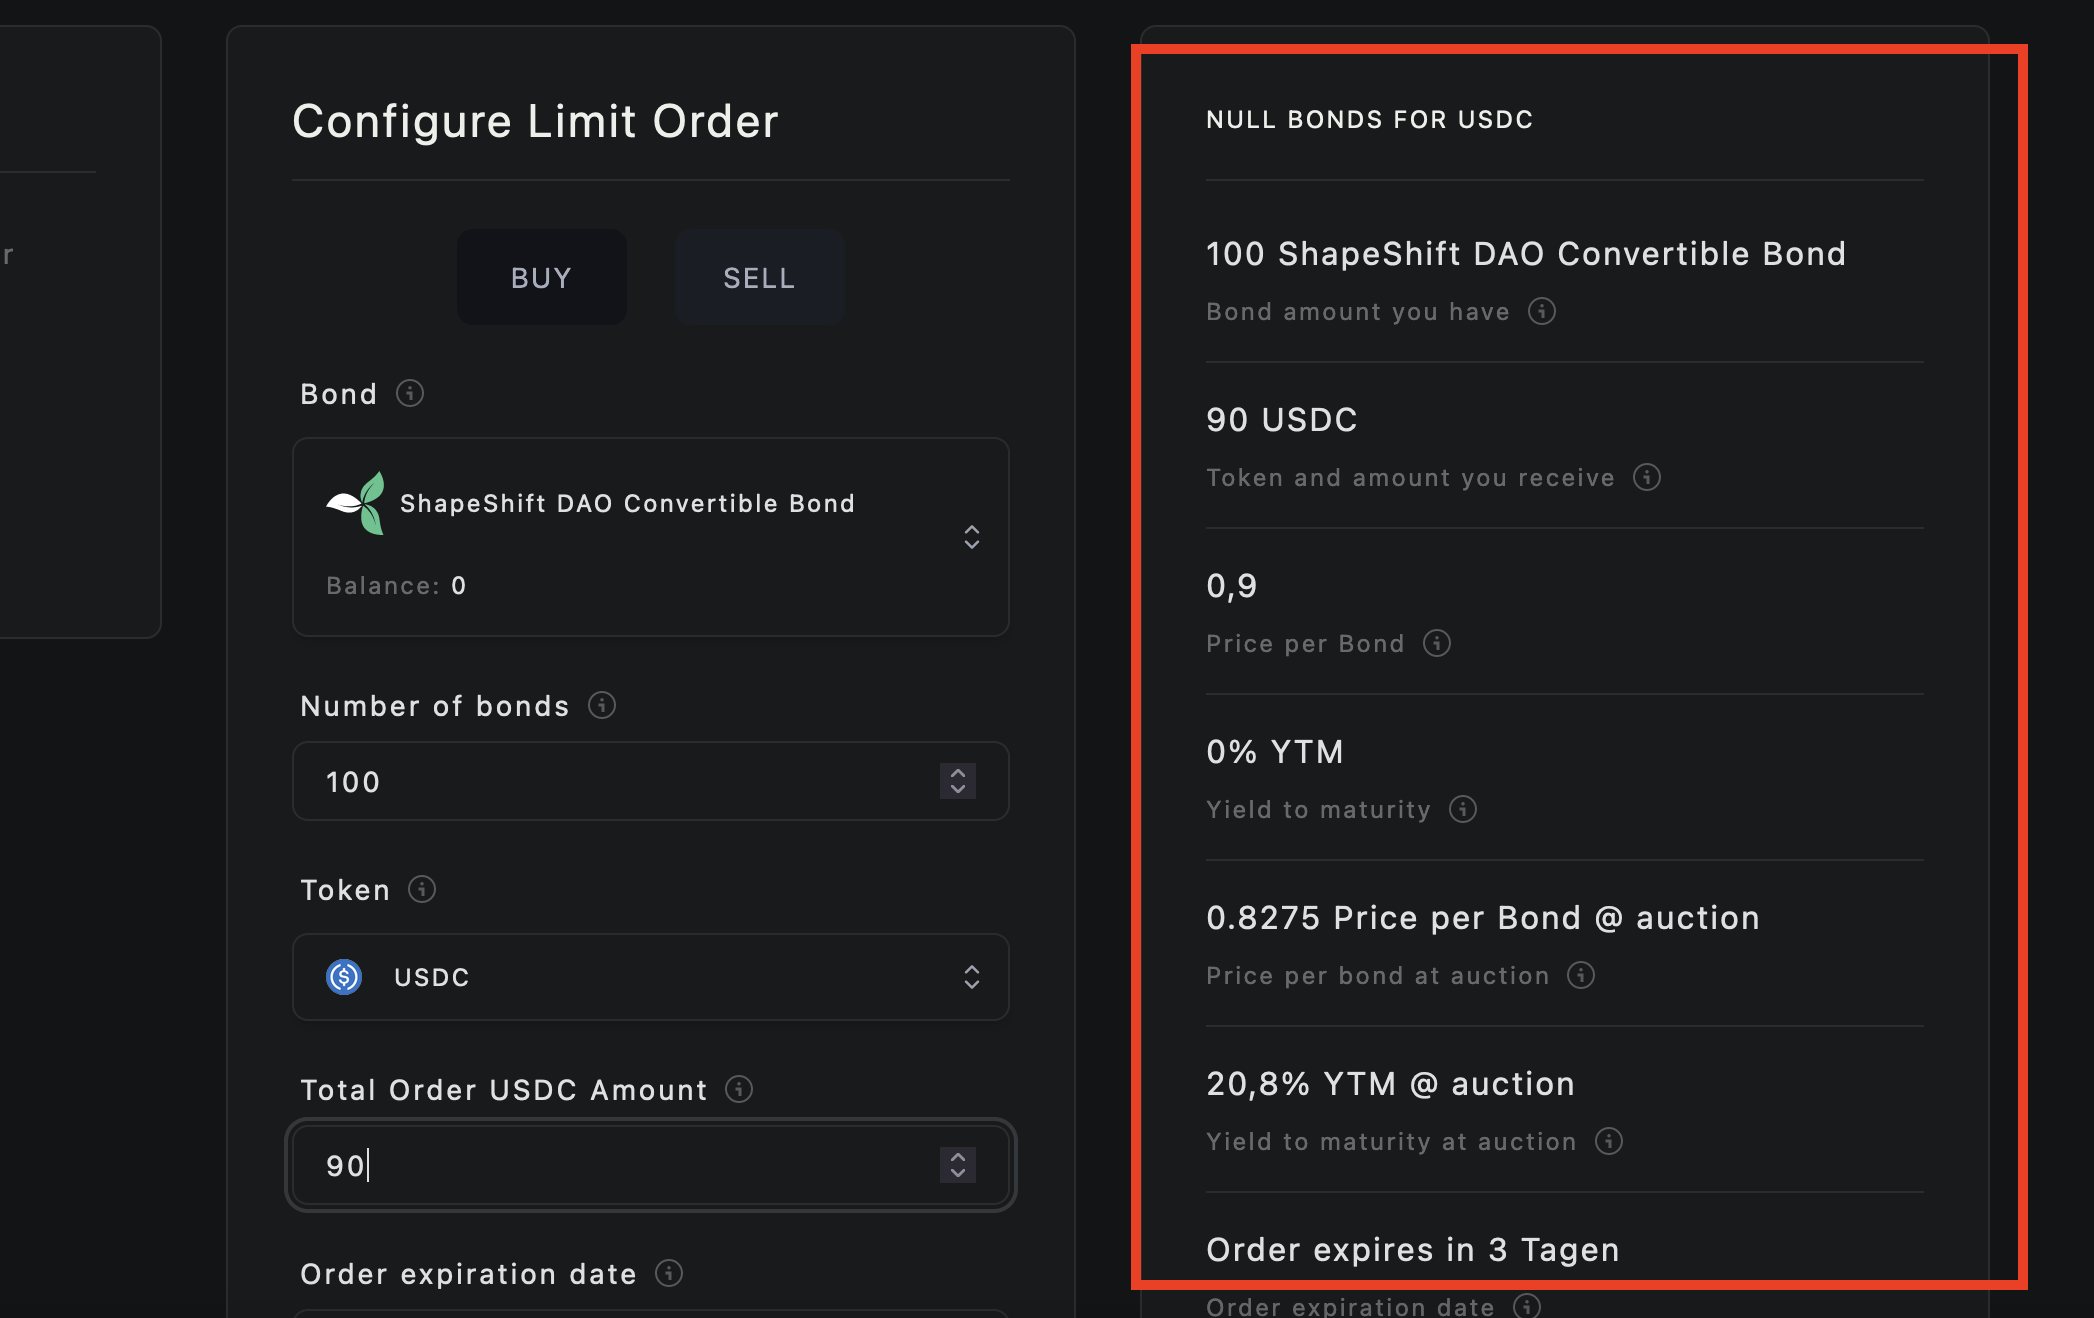 r
Configure Limit Order
BUY
SELL
Bond
ShapeShift DAO Convertible Bond
Balance: 0
Number of bonds
100
Token
USDC
Total Order USDC Amount
90
Order expiration date
NULL BONDS FOR USDC
100 ShapeShift DAO Convertible Bond
Bond amount you have
90 USDC
Token and amount you receive
0,9
Price per Bond
0% YTM
Yield to maturity
0.8275 Price per Bond @ auction
Price per bond at auction
20,8% YTM @ auction
Yield to maturity at auction
Order expires in 3 Tagen
Order expiration date